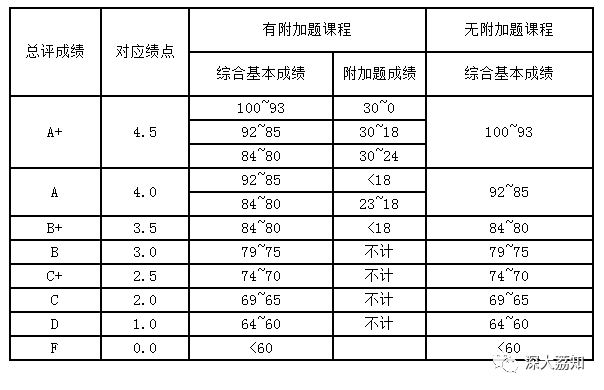 总评成绩 对应绩点 有附加题课程 无附加题课程
综合基本成绩 附加题成绩 综合基本成绩
A+ 4.5 100~93 30~0 100~93
92~85 30~18
84~80 30~24
A 4.0 92~85 <18 92~85
84~80 23~18
B+ 3.5 84~80 <18 84~80
B 3.0 79~75 不计 79~75
C+ 2.5 74~70 不计 74~70
C 2.0 69~65 不计 69~65
D 1.0 64~60 不计 64~60
F 0.0 <60 <60
深大荔知